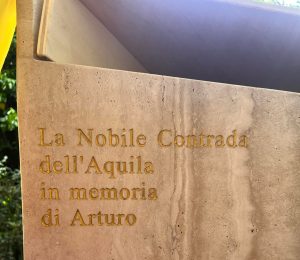 La Nobile Contrada
dell'Aquila
in memoria
di Arturo